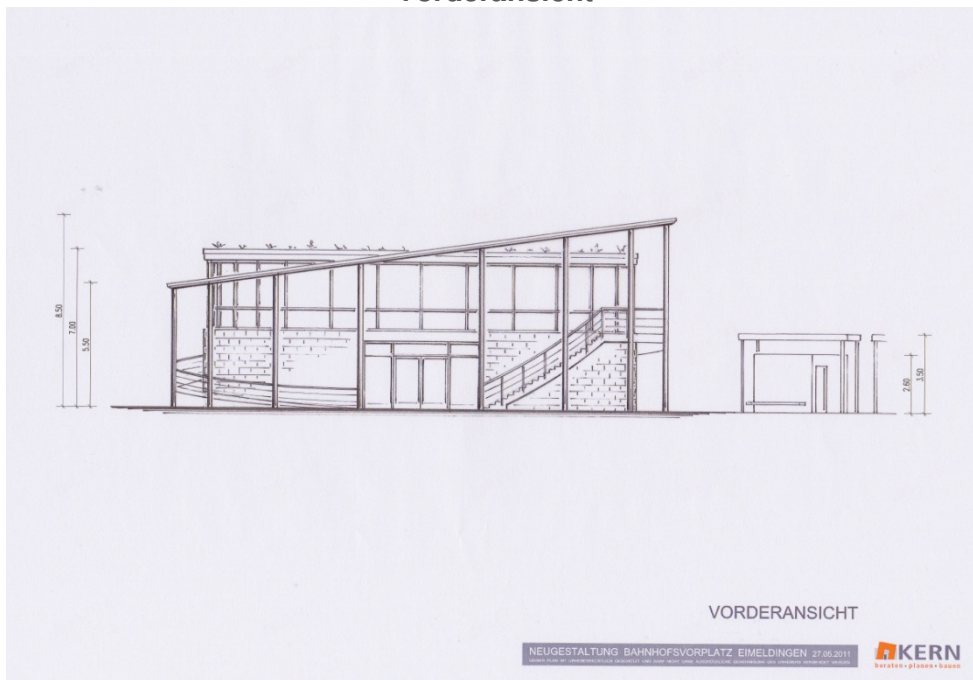 Vorderansicht
8.50
7.00
5.50
2.60
3.50
VORDERANSICHT
NEUGESTALTUNG BAHNHOFSVORPLATZ EIMELDINGEN 27.05.2011
KERN
beraten • planen • bauen